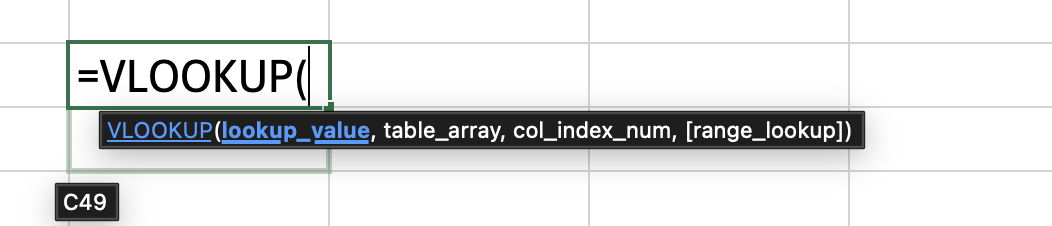 =VLOOKUP(
VLOOKUP(lookup_value, table_array, col_index_num, [range_lookup])
C49